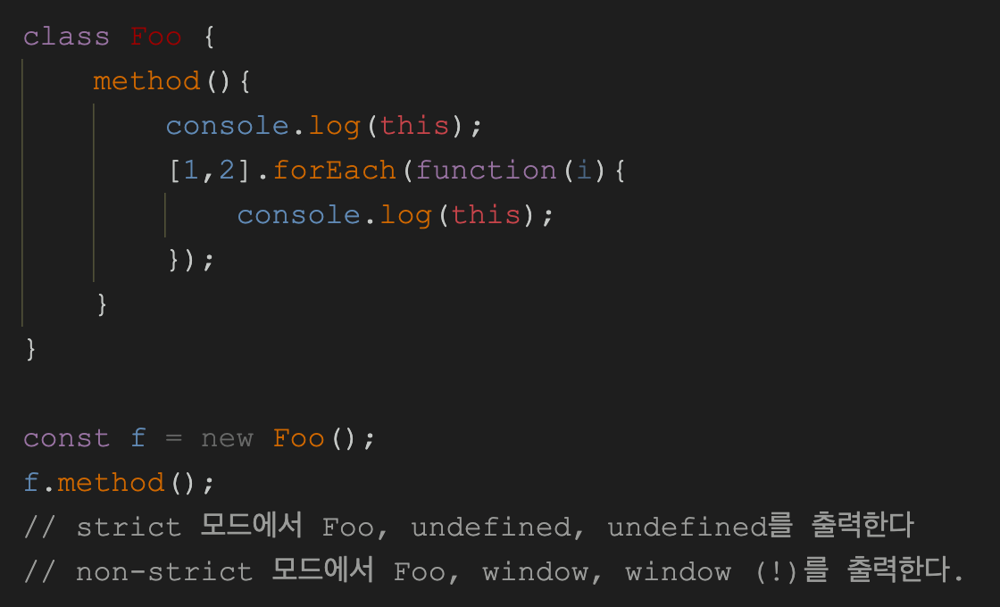 class Foo {
    method(){
        console.log(this);
        [1,2].forEach(function(i){
            console.log(this);
        });
    }
}
const f = new Foo();
f.method();
// strict 모드에서 Foo, undefined, undefined를 출력한다
// non-strict 모드에서 Foo, window, window (!)를 출력한다.